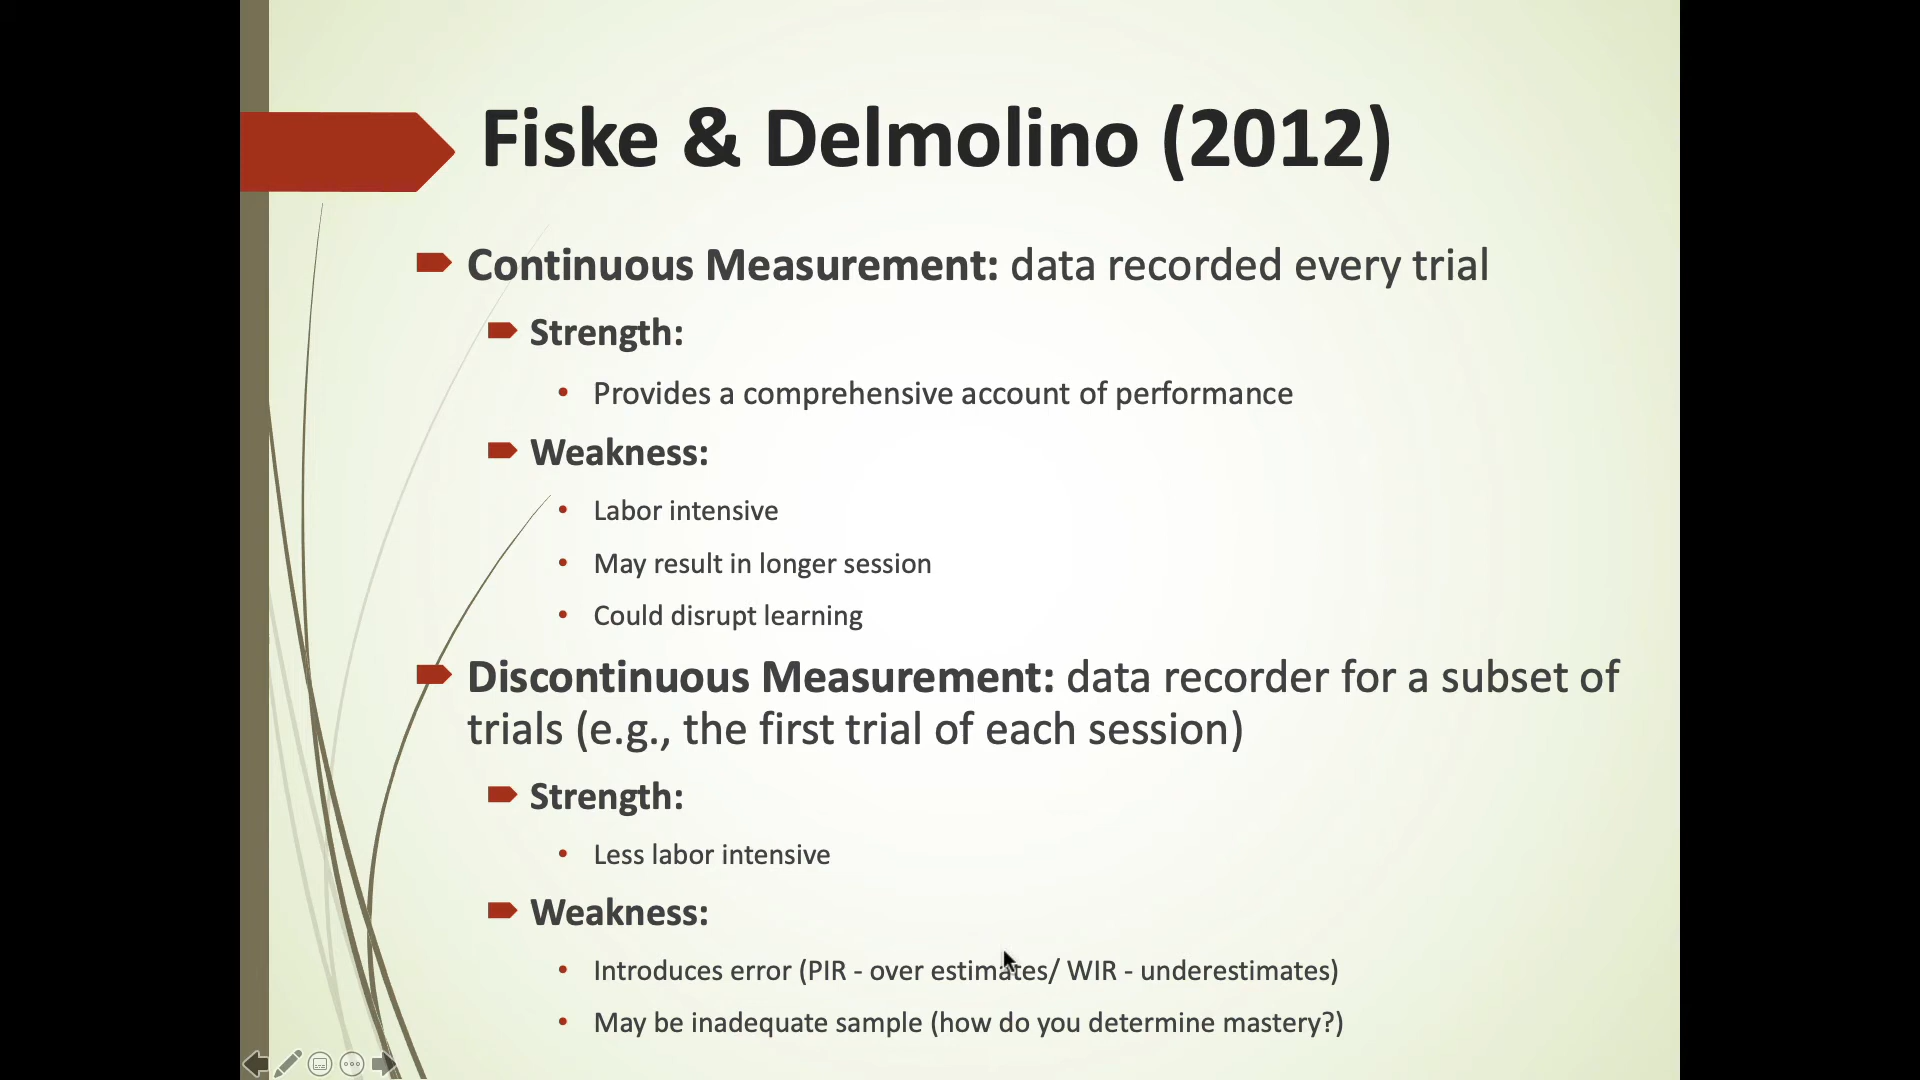 Fiske & Delmolino (2012)
Continuous Measurement: data recorded every trial
Strength:
• Provides a comprehensive account of performance
Weakness:
• Labor intensive
• May result in longer session
• Could disrupt learning
Discontinuous Measurement: data recorder for a subset of
trials (e.g., the first trial of each session)
Strength:
• Less labor intensive
Weakness:
• Introduces error (PIR - over estimates/ WIR - underestimates)
• May be inadequate sample (how do you determine mastery?)